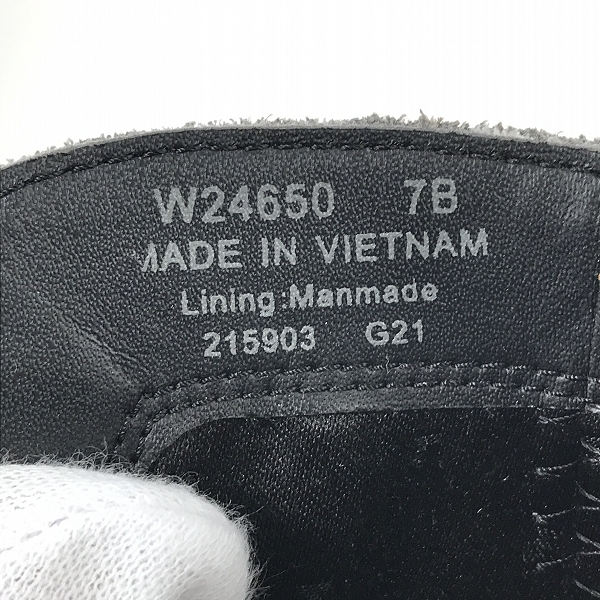 W24650 7B
MADE IN VIETNAM
Lining:Manmade
215903 G21